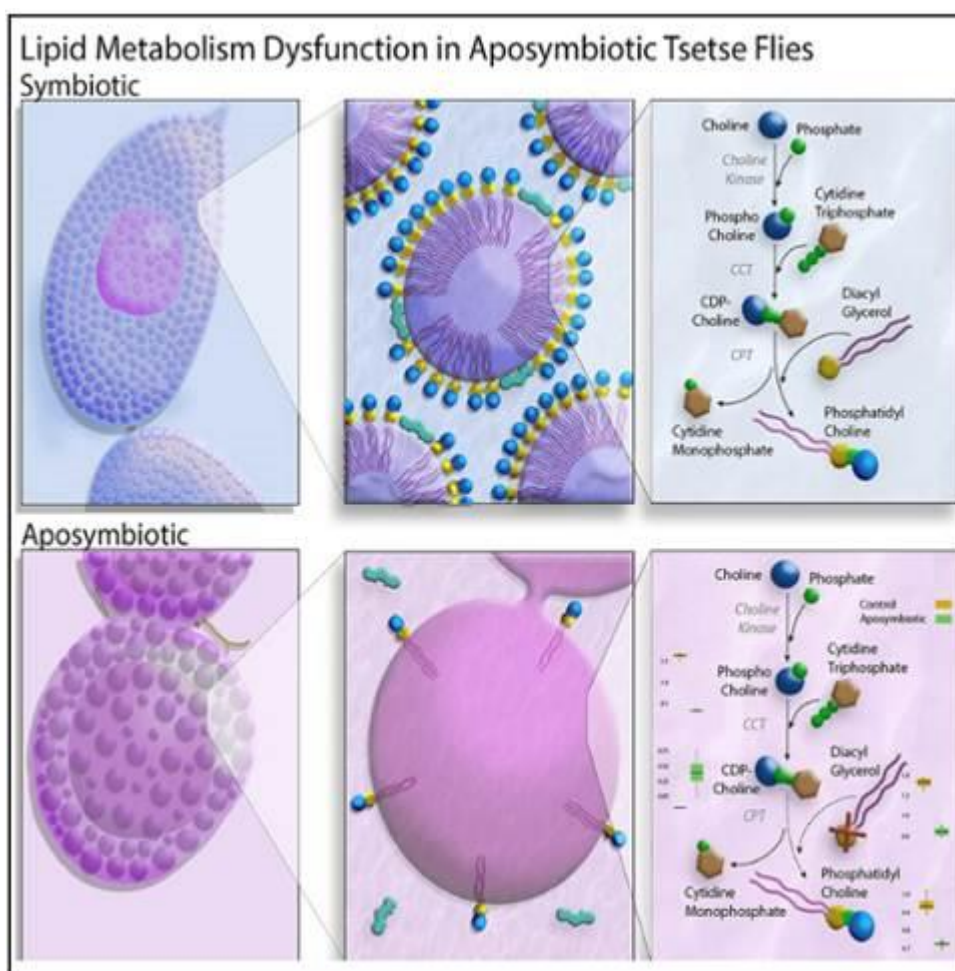 Lipid Metabolism Dysfunction in Aposymbiotic Tsetse Flies
Symbiotic
Choline
Phosphate
Choline
Kinase
Cytidine
Triphosphate
Phospho
Choline
CCT
CDP-
Choline
Diacyl
Glycerol
CPT
Cytidine
Monophosphate
Phosphatidyl
Choline
Aposymbiotic
Choline
Phosphate
Control
Aposymbiotic
Choline
Kinase
Cytidine
Triphosphate
Phospho
Choline
CCT
CDP-
Choline
Diacyl
Glycerol
CPT
Cytidine
Monophosphate
Phosphatidyl
Choline